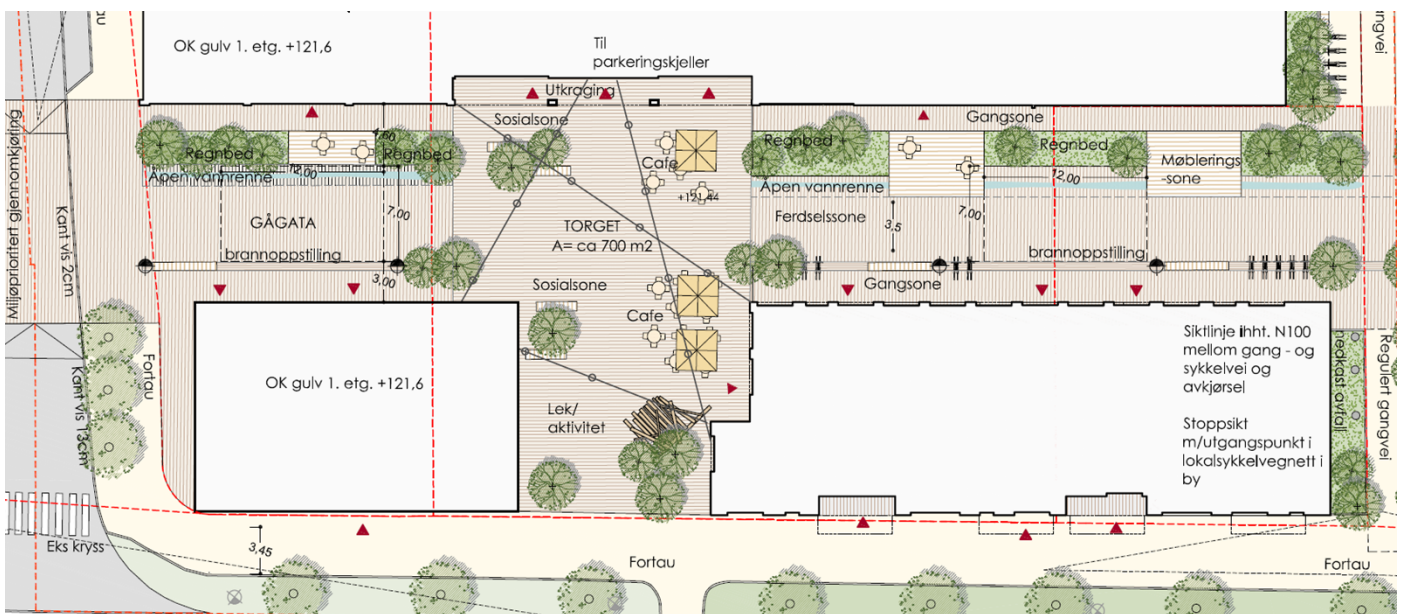 OK gulv 1. etg. +121,6
Til
parkeringskjeller
Utkraging
Sosialsone
Gangsone
gangvei
Miljøprioritert gjennomkjøring
4,60
Regnbed
Regnbed
12,00
Åpen vannrenne
Cafe
+121,44
Regnbed
Åpen vannrenne
Regnbed
12,00
Møblerings
-sone
Kant vis 2cm
GÅGATA
7,00
brannoppstilling
3,00
TORGET
A= ca 700 m2
Ferdselssone
3,5
7,00
brannoppstilling
Sosialsone
Gangsone
Cafe
Fortau
Kant vis 13cm
OK gulv 1. etg. +121,6
Lek/
aktivitet
Siktlinje ihht. N100
mellom gang - og
sykkelvei og
avkjørsel
Stoppsikt
m/utgangspunkt i
lokalsykkelvegnett i
by
nedkast avfall
Regulert gangvei
Eks kryss
3,45
Fortau
Fortau